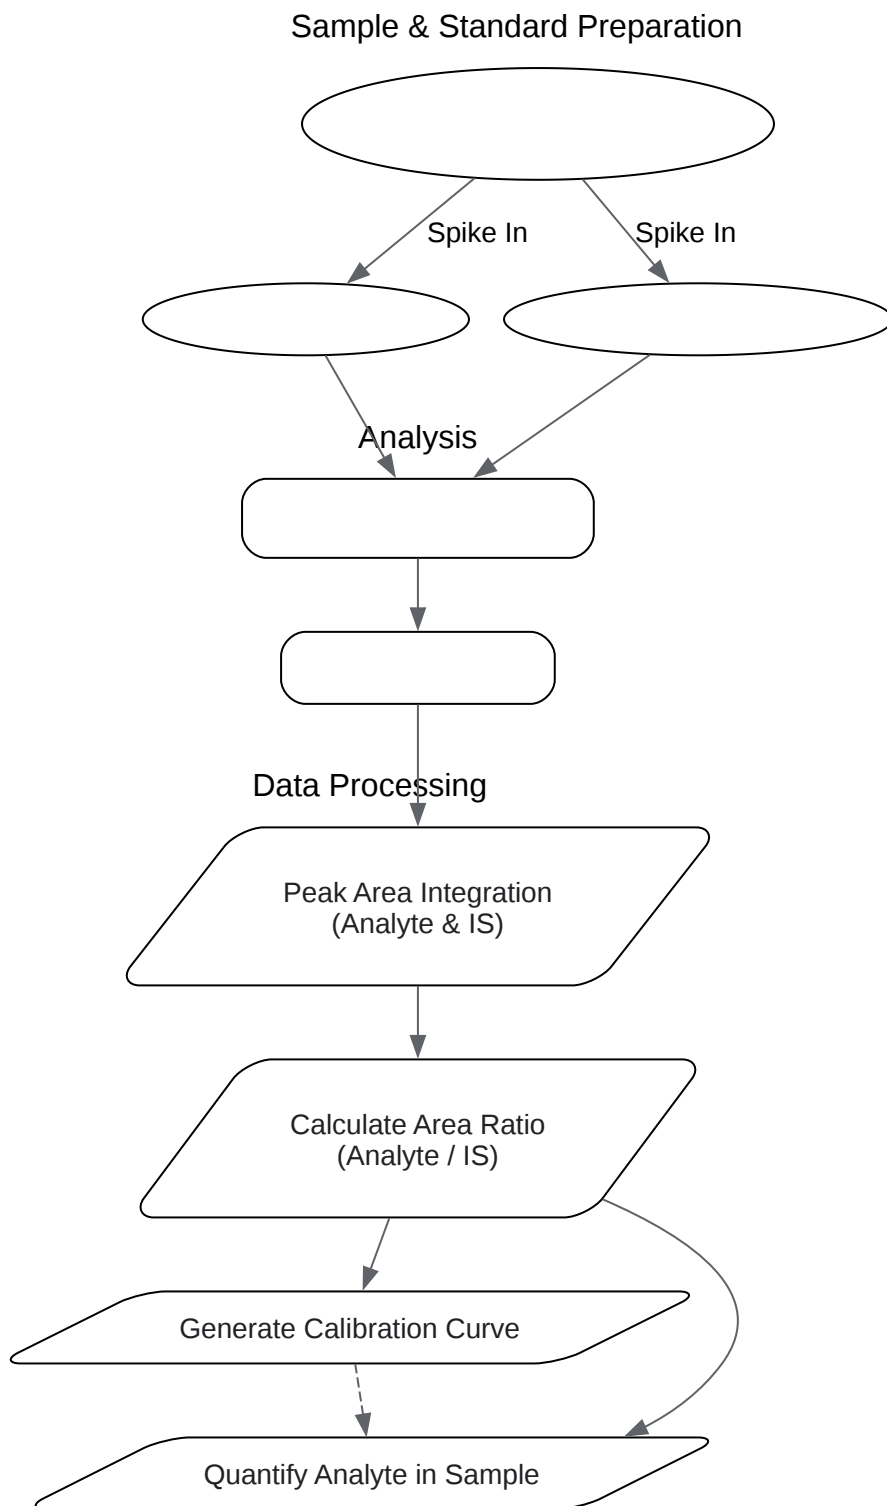 Sample & Standard Preparation
Spike In
Spike In
Analysis
Data Processing
Peak Area Integration
(Analyte & IS)
Calculate Area Ratio
(Analyte / IS)
Generate Calibration Curve
Quantify Analyte in Sample